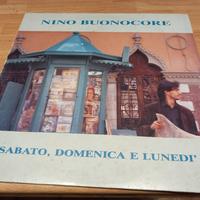 NINO BUONOCORE
SABATO, DOMENICA E LUNEDI'